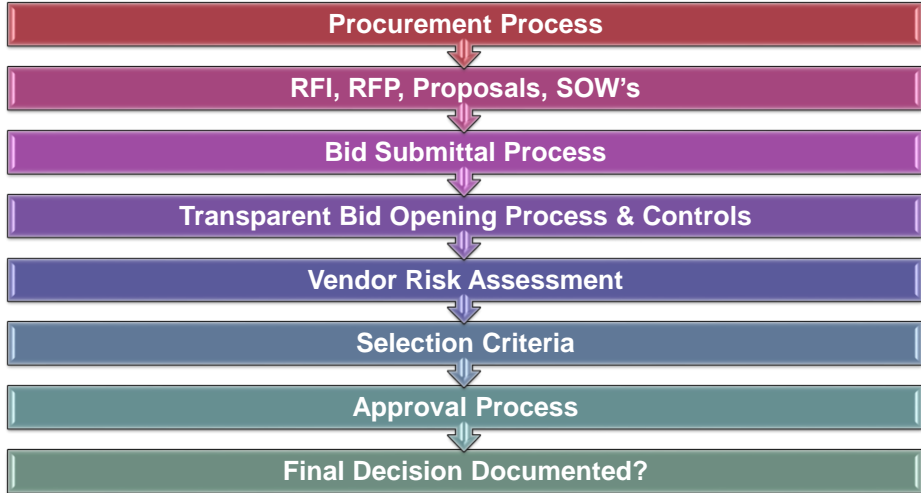 Procurement Process
RFI, RFP, Proposals, SOW’s
Bid Submittal Process
Transparent Bid Opening Process & Controls
Vendor Risk Assessment
Selection Criteria
Approval Process
Final Decision Documented?